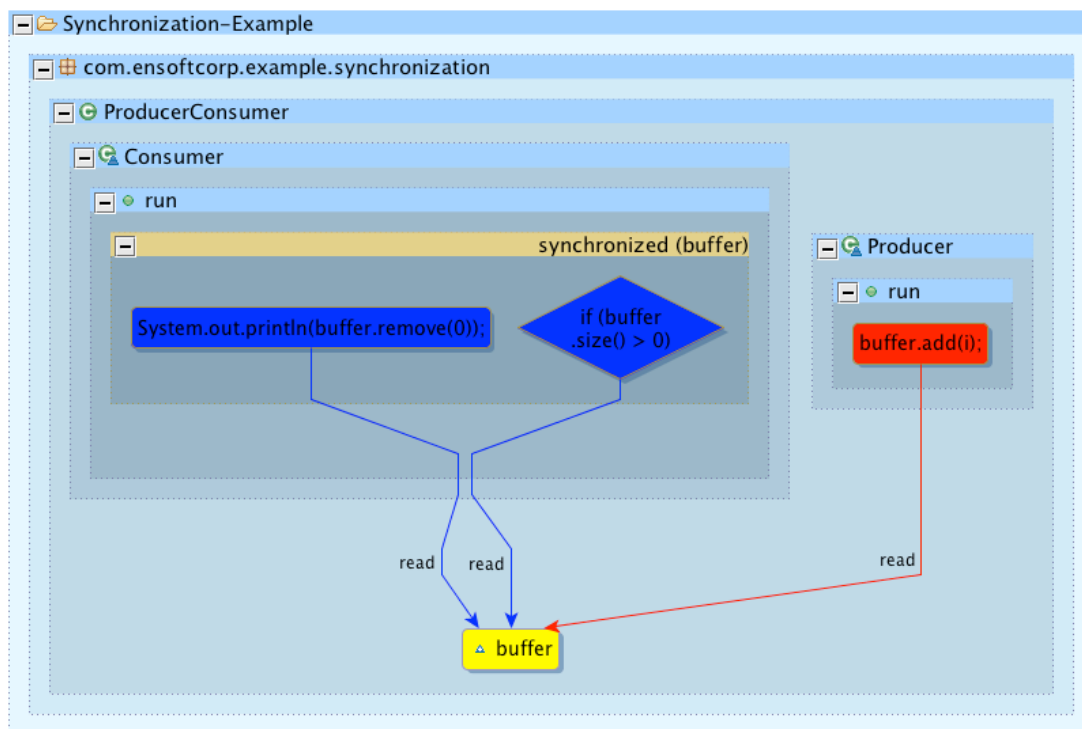 Synchronization-Example
com.ensoftcorp.example.synchronization
ProducerConsumer
Consumer
run
synchronized (buffer)
System.out.println(buffer.remove(0));
if (buffer
.size() > 0)
Producer
run
buffer.add(i);
read
read
read
buffer